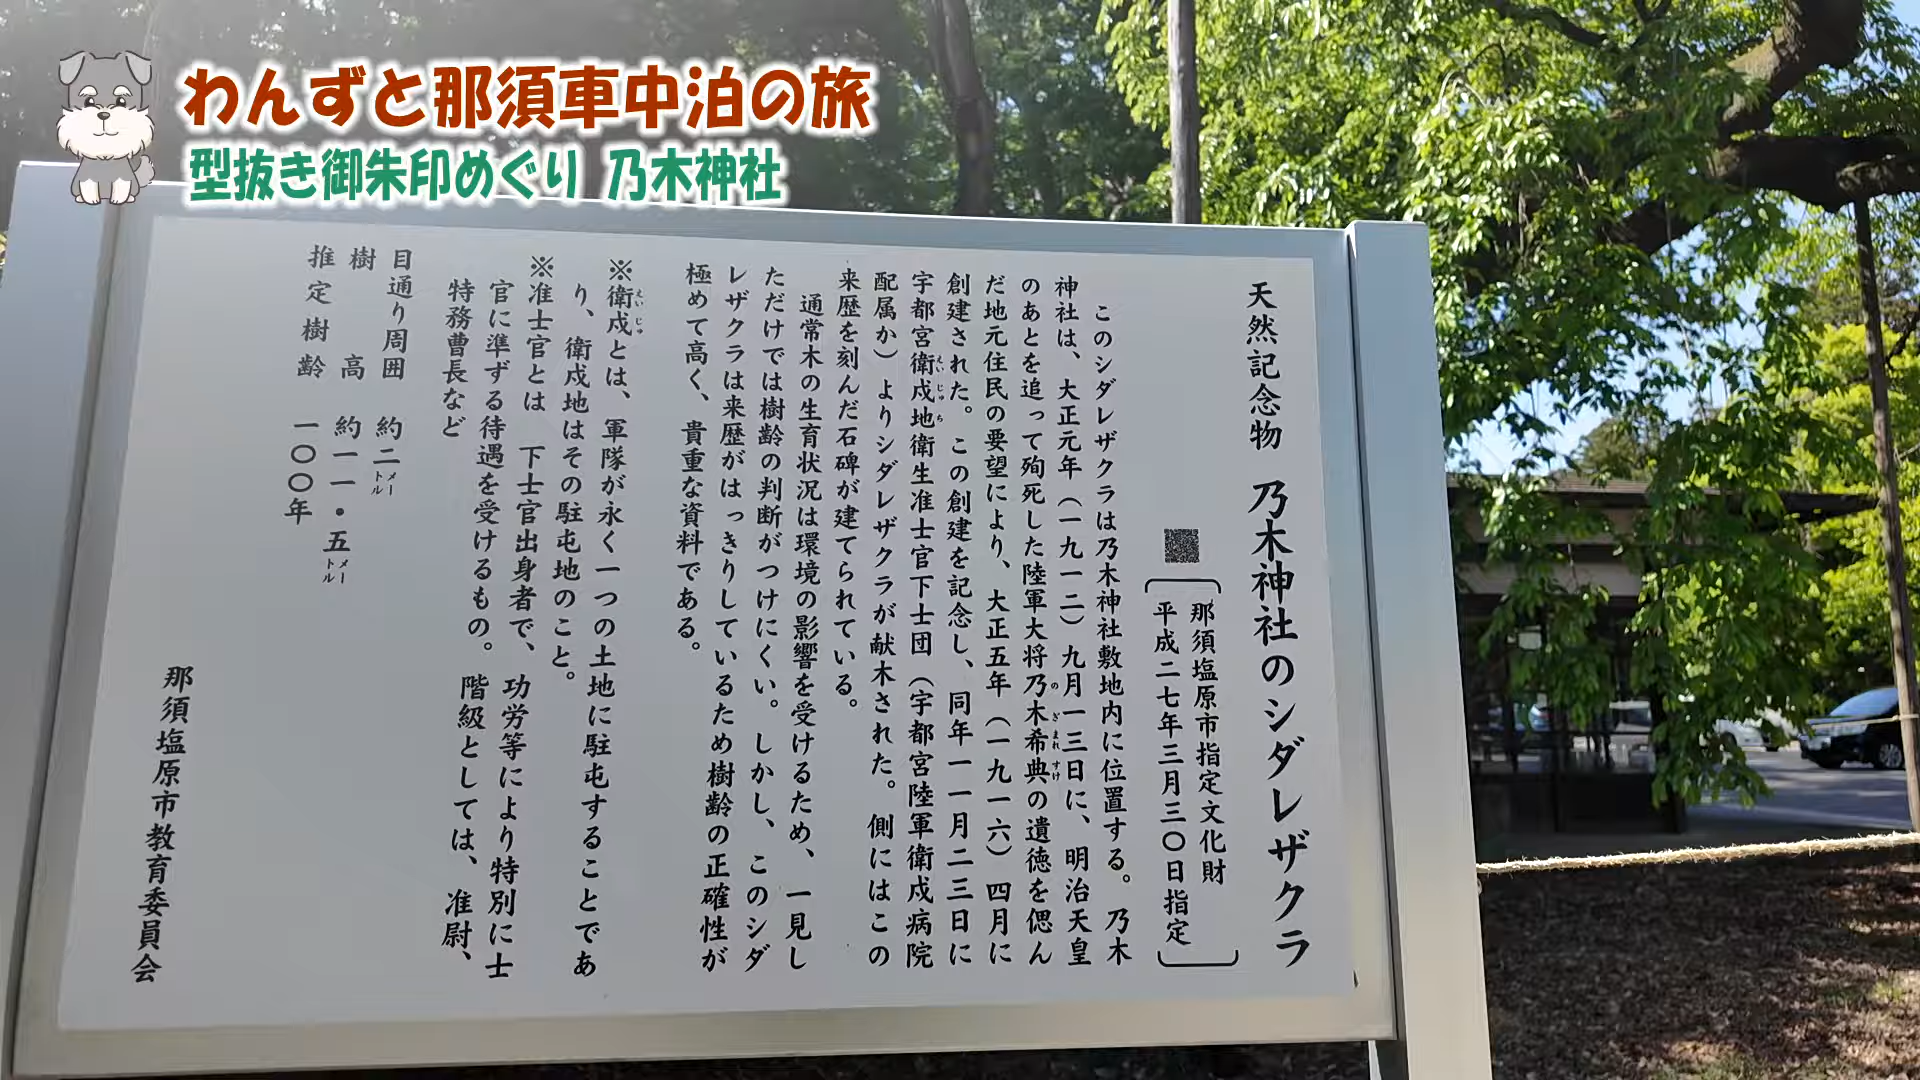 わんずと那須車中泊の旅
型抜き御朱印めぐり 乃木神社
天然記念物 乃木神社のシダレザクラ
那須塩原市指定文化財
平成二七年三月三〇日指定
このシダレザクラは乃木神社敷地内に位置する。乃木
神社は、大正元年（一九一二）九月一三日に、明治天皇
のあとを追って殉死した陸軍大将乃木希典の遺徳を偲ん
だ地元住民の要望により、大正五年（一九一六）四月に
創建された。この創建を記念し、同年一一月二三日に
宇都宮衛戍地衛生准士官下士団（宇都宮陸軍衛戍病院
配属か）よりシダレザクラが献木された。側にはこの
来歴を刻んだ石碑が建てられている。
通常木の生育状況は環境の影響を受けるため、一見し
ただけでは樹齢の判断がつけにくい。しかし、このシダ
レザクラは来歴がはっきりしているため樹齢の正確性が
極めて高く、貴重な資料である。
※衛戍とは、軍隊が永く一つの土地に駐屯することであ
り、衛戍地はその駐屯地のこと。
※准士官とは 下士官出身者で、功労等により特別に士
官に準ずる待遇を受けるもの。階級としては、准尉、
特務曹長など
目通り周囲 約二メートル
樹高 約一一・五メートル
推定樹齢 一〇〇年
那須塩原市教育委員会